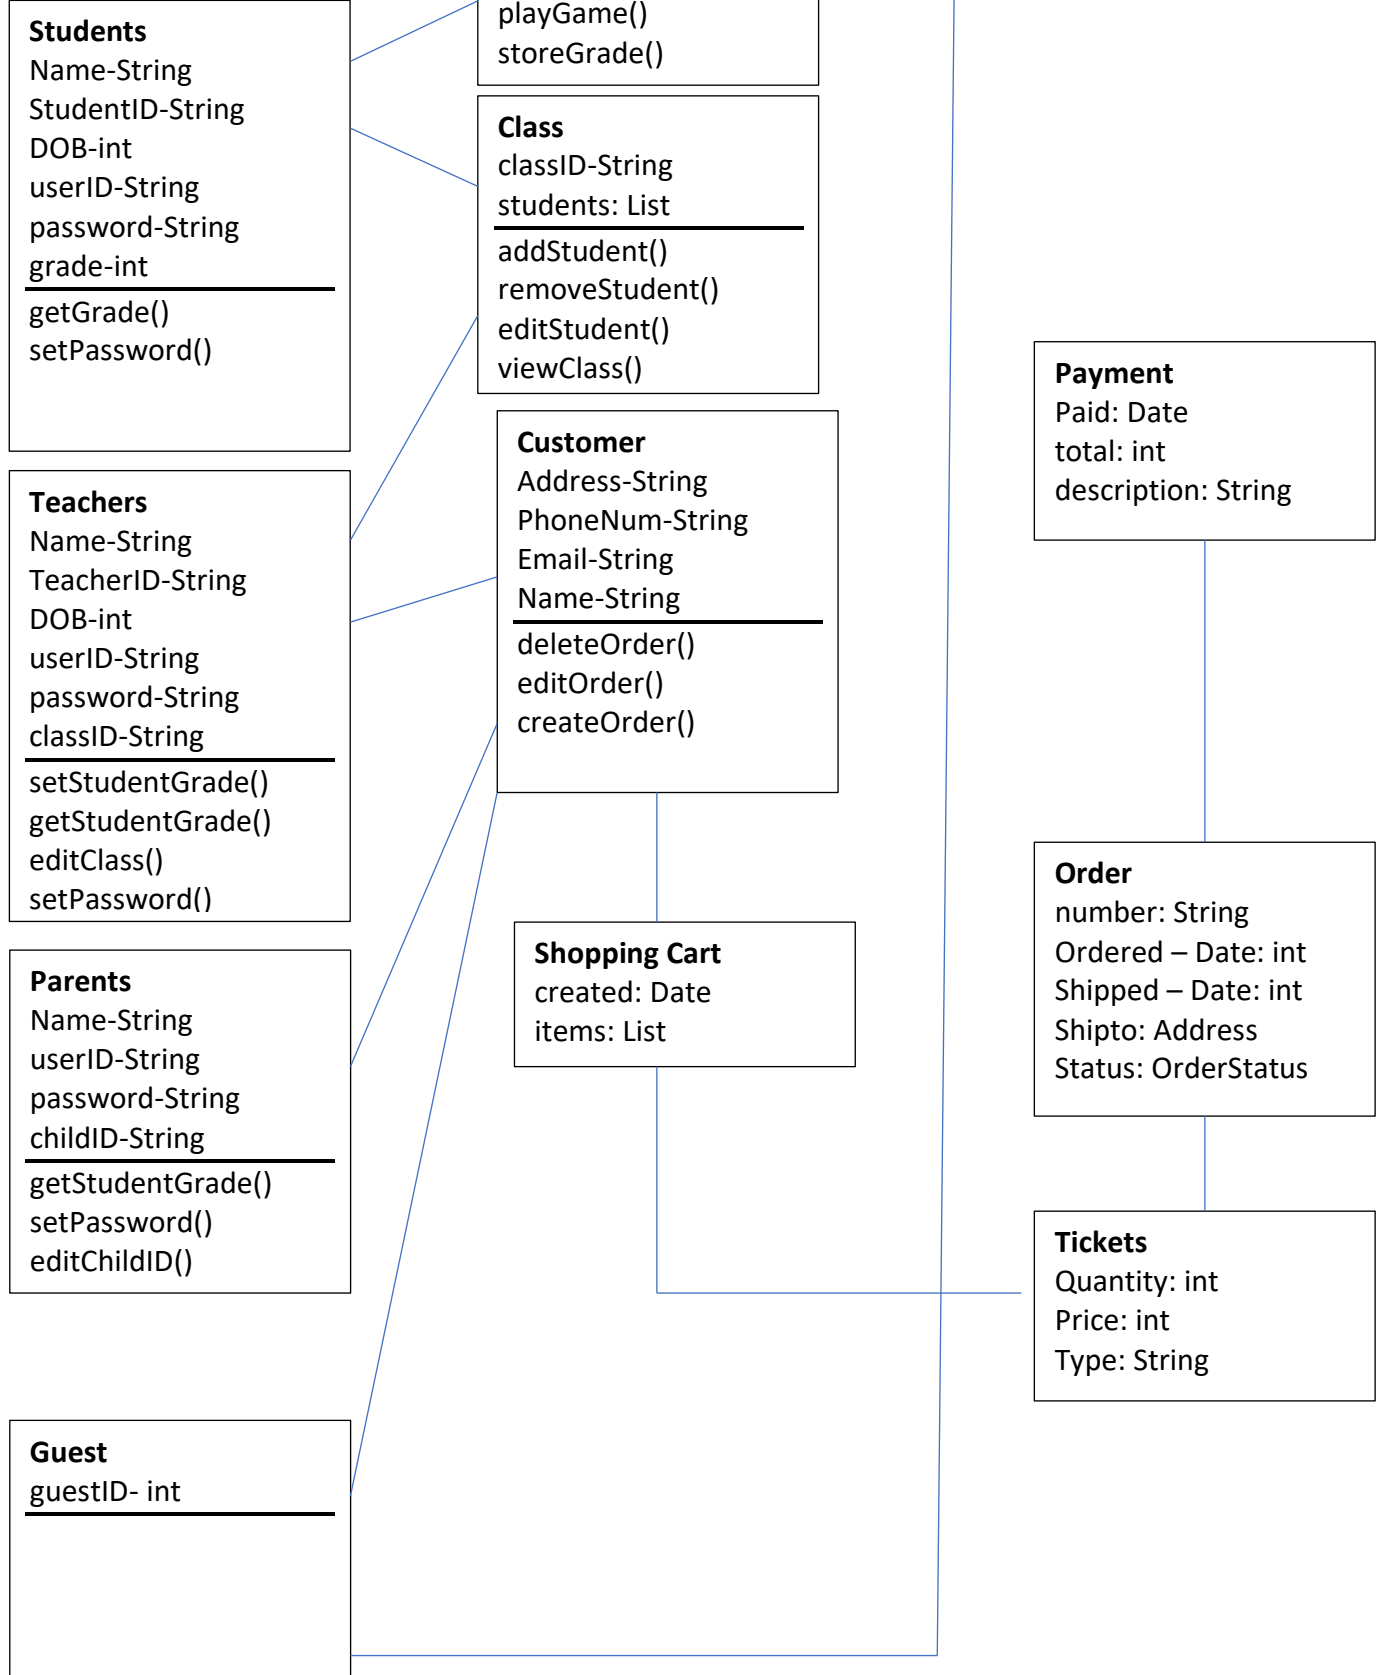 Students
Name-String
StudentID-String
DOB-int
userID-String
password-String
grade-int
getGrade()
setPassword()
playGame()
storeGrade()
Class
classID-String
students: List
addStudent()
removeStudent()
editStudent()
viewClass()
Teachers
Name-String
TeacherID-String
DOB-int
userID-String
password-String
classID-String
setStudentGrade()
getStudentGrade()
editClass()
setPassword()
Customer
Address-String
PhoneNum-String
Email-String
Name-String
deleteOrder()
editOrder()
createOrder()
Payment
Paid: Date
total: int
description: String
Parents
Name-String
userID-String
password-String
childID-String
getStudentGrade()
setPassword()
editChildID()
Shopping Cart
created: Date
items: List
Order
number: String
Ordered – Date: int
Shipped – Date: int
Shipto: Address
Status: OrderStatus
Tickets
Quantity: int
Price: int
Type: String
Guest
guestID- int